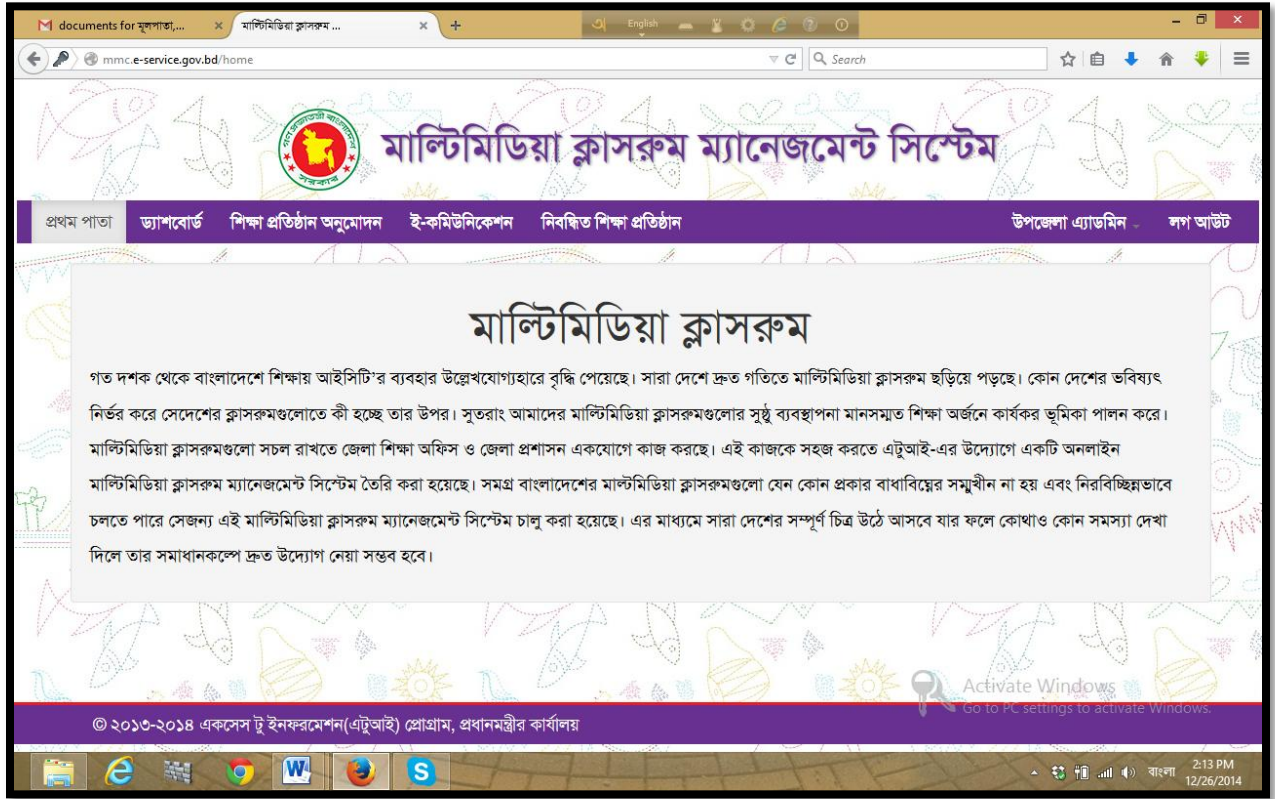 documents for মূলপাতা,...
মাল্টিমিডিয়া ক্লাসরুম ...
English
mmc.e-service.gov.bd/home
Search
গণপ্রজাতন্ত্রী বাংলাদেশ
সরকার
মাল্টিমিডিয়া ক্লাসরুম ম্যানেজমেন্ট সিস্টেম
প্রথম পাতা ড্যাশবোর্ড শিক্ষা প্রতিষ্ঠান অনুমোদন ই-কমিউনিকেশন নিবন্ধিত শিক্ষা প্রতিষ্ঠান উপজেলা এ্যাডমিন লগ আউট
মাল্টিমিডিয়া ক্লাসরুম
গত দশক থেকে বাংলাদেশে শিক্ষায় আইসিটি’র ব্যবহার উল্লেখযোগ্যহারে বৃদ্ধি পেয়েছে। সারা দেশে দ্রুত গতিতে মাল্টিমিডিয়া ক্লাসরুম ছড়িয়ে পড়ছে। কোন দেশের ভবিষ্যৎ
নির্ভর করে সেদেশের ক্লাসরুমগুলোতে কী হচ্ছে তার উপর। সুতরাং আমাদের মাল্টিমিডিয়া ক্লাসরুমগুলোর সুষ্ঠু ব্যবস্থাপনা মানসম্মত শিক্ষা অর্জনে কার্যকর ভূমিকা পালন করে।
মাল্টিমিডিয়া ক্লাসরুমগুলো সচল রাখতে জেলা শিক্ষা অফিস ও জেলা প্রশাসন একযোগে কাজ করছে। এই কাজকে সহজ করতে এটুআই-এর উদ্যোগে একটি অনলাইন
মাল্টিমিডিয়া ক্লাসরুম ম্যানেজমেন্ট সিস্টেম তৈরি করা হয়েছে। সমগ্র বাংলাদেশের মাল্টমিডিয়া ক্লাসরুমগুলো যেন কোন প্রকার বাধাবিঘ্নের সম্মুখীন না হয় এবং নিরবিচ্ছিন্নভাবে
চলতে পারে সেজন্য এই মাল্টিমিডিয়া ক্লাসরুম ম্যানেজমেন্ট সিস্টেম চালু করা হয়েছে। এর মাধ্যমে সারা দেশের সম্পূর্ণ চিত্র উঠে আসবে যার ফলে কোথাও কোন সমস্যা দেখা
দিলে তার সমাধানকল্পে দ্রুত উদ্যোগ নেয়া সম্ভব হবে।
Activate Windows
Go to PC settings to activate Windows.
© ২০১৩-২০১৪ একসেস টু ইনফরমেশন(এটুআই) প্রোগ্রাম, প্রধানমন্ত্রীর কার্যালয়
বাংলা
2:13 PM
12/26/2014